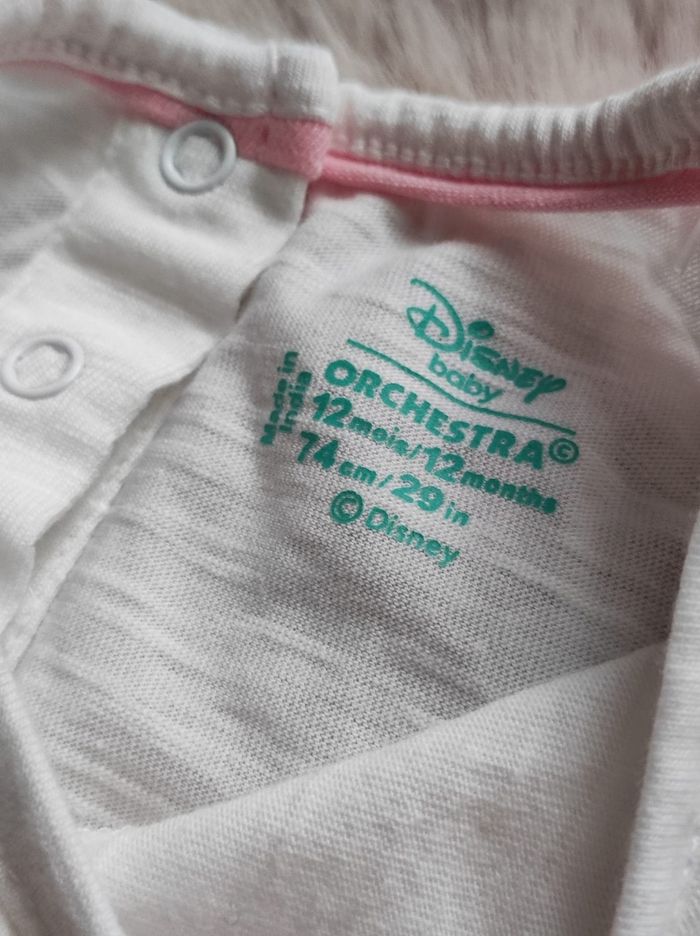 Disney
baby
ORCHESTRA©
12 mois/12 months
74 cm / 29 in
© Disney
Made in
India